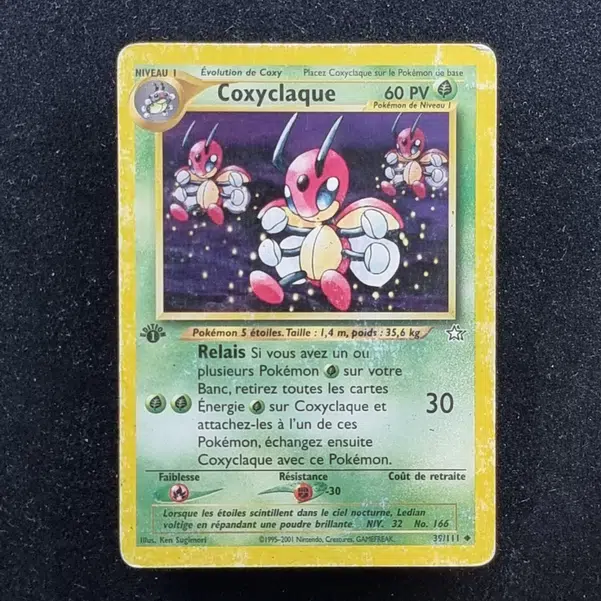 NIVEAU 1 Évolution de Coxy Placez Coxyclaque sur le Pokémon de base
Coxyclaque 60 PV
Pokémon de Niveau 1
Pokémon 5 étoiles. Taille : 1,4 m, poids : 35,6 kg
EDITION
1
Relais Si vous avez un ou
plusieurs Pokémon sur votre
Banc, retirez toutes les cartes
Énergie sur Coxyclaque et
attachez-les à l'un de ces
Pokémon, échangez ensuite
Coxyclaque avec ce Pokémon.
30
Faiblesse Résistance Coût de retraite
-30
Lorsque les étoiles scintillent dans le ciel nocturne, Ledian
voltige en répandant une poudre brillante. NIV. 32 No. 166
Illus. Ken Sugimori ©1995-2001 Nintendo, Creatures, GAMEFREAK. 39/111